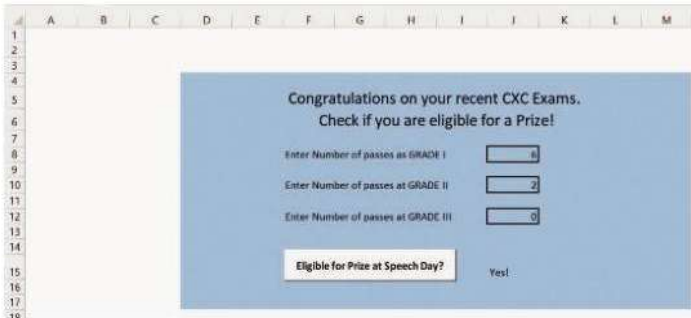 A B C D E F G H I J K L M
1
2
3
4
5 Congratulations on your recent CXC Exams.
6 Check if you are eligible for a Prize!
7
8 Enter Number of passes as GRADE I 6
9
10 Enter Number of passes at GRADE II 2
11
12 Enter Number of passes at GRADE III 0
13
14
15 Eligible for Prize at Speech Day? Yes!
16
17
18